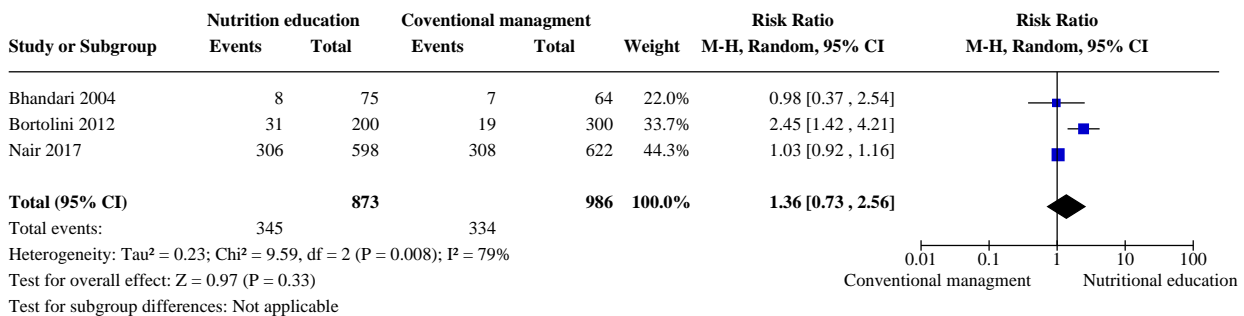 Nutrition education Coventional managment Risk Ratio Risk Ratio
Study or Subgroup Events Total Events Total Weight M-H, Random, 95% CI M-H, Random, 95% CI
Bhandari 2004 8 75 7 64 22.0% 0.98 [0.37 , 2.54]
Bortolini 2012 31 200 19 300 33.7% 2.45 [1.42 , 4.21]
Nair 2017 306 598 308 622 44.3% 1.03 [0.92 , 1.16]
Total (95% CI) 873 986 100.0% 1.36 [0.73 , 2.56]
Total events: 345 334
Heterogeneity: Tau² = 0.23; Chi² = 9.59, df = 2 (P = 0.008); I² = 79%
0.01 0.1 1 10 100
Test for overall effect: Z = 0.97 (P = 0.33)
Conventional managment Nutritional education
Test for subgroup differences: Not applicable